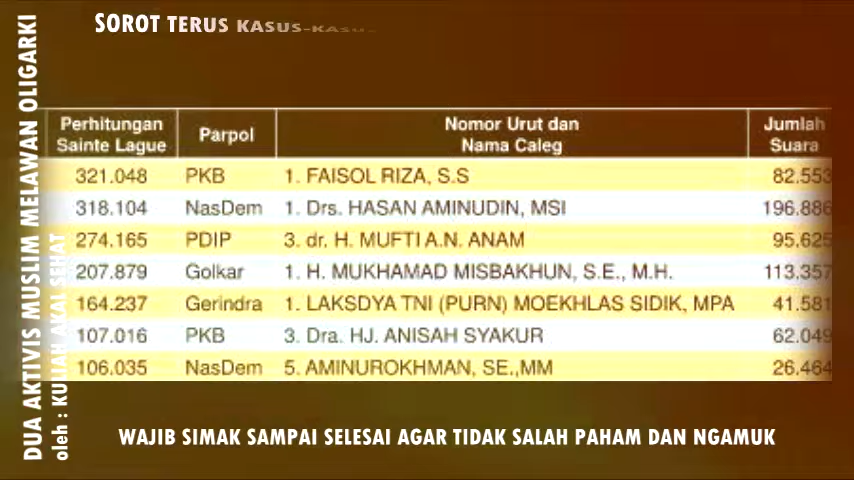 SOROT TERUS KASUS-KASUS
DUA AKTIVIS MUSLIM MELAWAN OLIGARKI
oleh : KULIAH AKAL SEHAT
Perhitungan Sainte Lague Parpol Nomor Urut dan Nama Caleg Jumlah Suara
321.048 PKB 1. FAISOL RIZA, S.S 82.553
318.104 NasDem 1. Drs. HASAN AMINUDIN, MSI 196.886
274.165 PDIP 3. dr. H. MUFTI A.N. ANAM 95.625
207.879 Golkar 1. H. MUKHAMAD MISBAKHUN, S.E., M.H. 113.357
164.237 Gerindra 1. LAKSDYA TNI (PURN) MOEKHLAS SIDIK, MPA 41.581
107.016 PKB 3. Dra. HJ. ANISAH SYAKUR 62.049
106.035 NasDem 5. AMINUROKHMAN, SE.,MM 26.464
WAJIB SIMAK SAMPAI SELESAI AGAR TIDAK SALAH PAHAM DAN NGAMUK